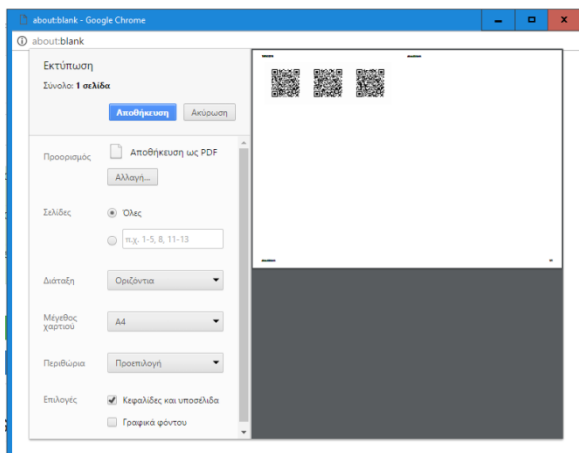 about:blank - Google Chrome
about:blank
Εκτύπωση
Σύνολο: 1 σελίδα
Αποθήκευση Ακύρωση
Προορισμός Αποθήκευση ως PDF
Αλλαγή...
Σελίδες Όλες
π.χ. 1-5, 8, 11-13
Διάταξη Οριζόντια
Μέγεθος χαρτιού A4
Περιθώρια Προεπιλογή
Επιλογές Κεφαλίδες και υποσέλιδα
Γραφικά φόντου